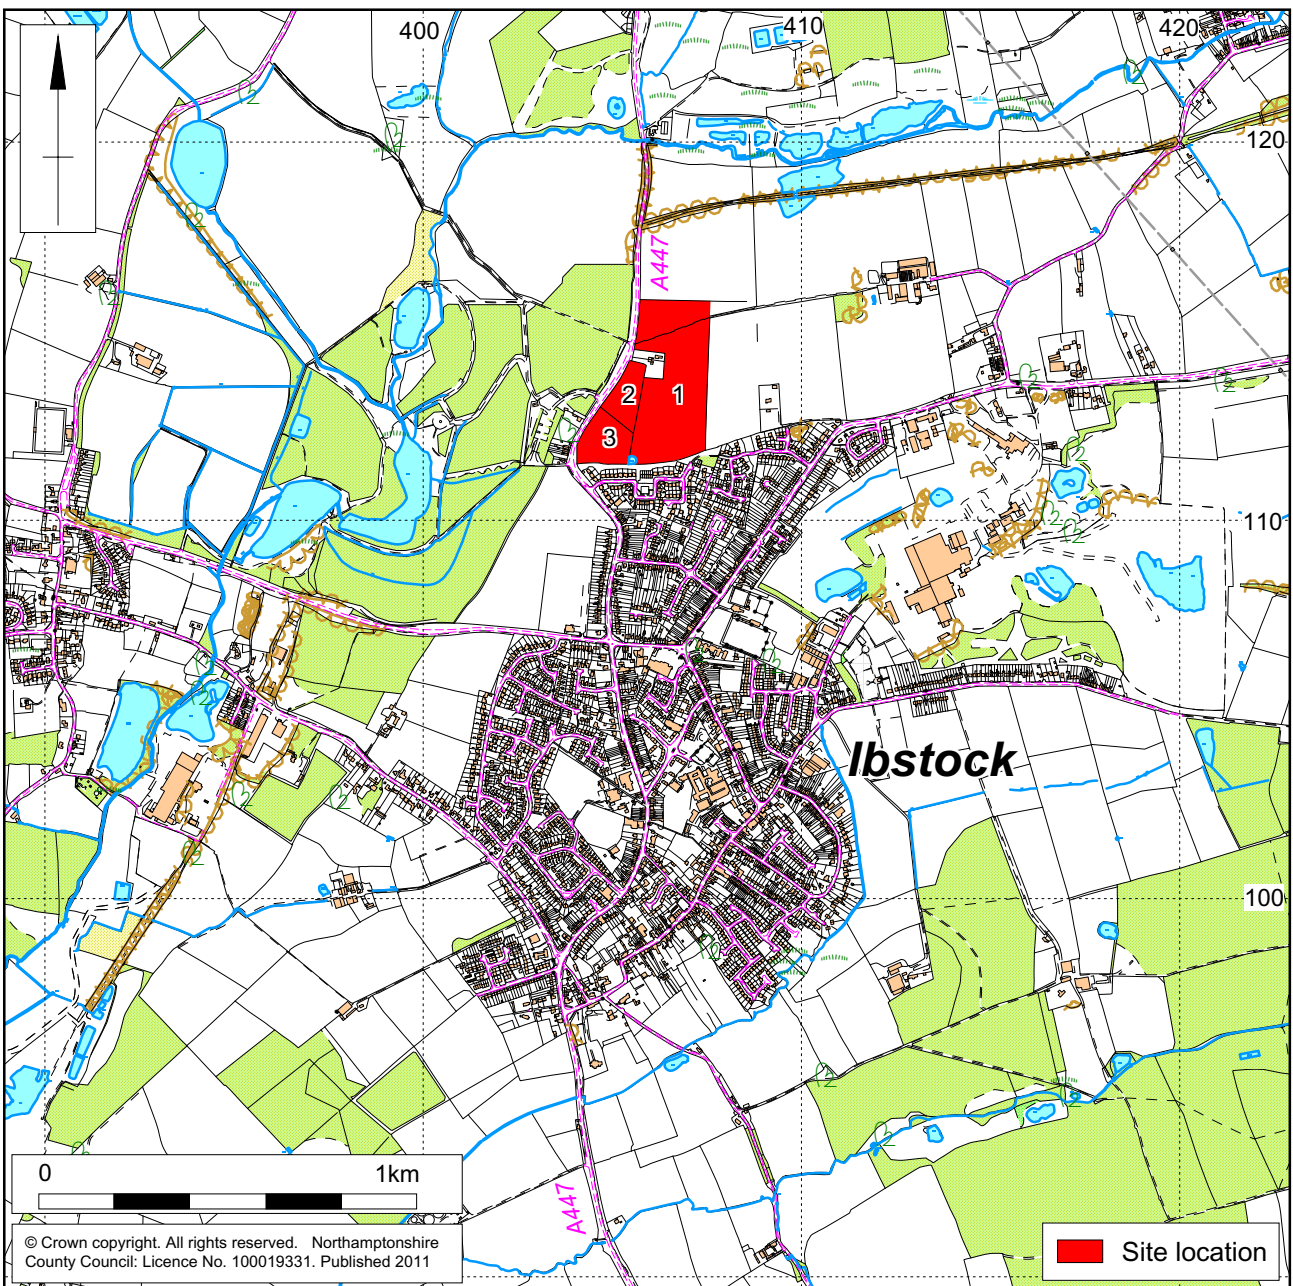 400
410
420
120
A447
1
2
3
110
Ibstock
100
A447
0 1km
© Crown copyright. All rights reserved. Northamptonshire
County Council: Licence No. 100019331. Published 2011
Site location